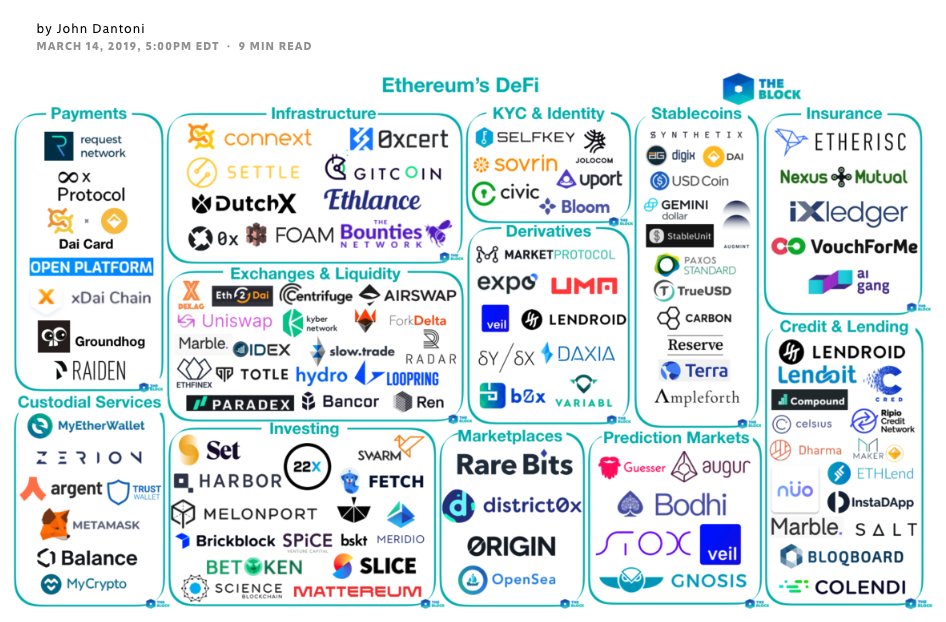 by John Dantoni
MARCH 14, 2019, 5:00PM EDT · 9 MIN READ
Ethereum's DeFi
THE
BLOCK
Payments
request
network
x
Protocol
x
Dai Card
OPEN PLATFORM
xDai Chain
Groundhog
RAIDEN
Infrastructure
connext
0xcert
SETTLE
GITCOIN
DutchX
Ethlance
0x
FOAM
THE
Bounties
NETWORK
KYC & Identity
SELFKEY
JOLOCOM
sovrin
uport
civic
Bloom
Stablecoins
SYNTHETIX
DG
digix
DAI
USD Coin
GEMINI
dollar
AUGMINT
StableUnit
PAXOS
STANDARD
TrueUSD
CARBON
Reserve
Terra
Ampleforth
Insurance
ETHERISC
Nexus Mutual
iXledger
VouchForMe
ai
gang
Exchanges & Liquidity
DEX.AG
Eth2Dai
Centrifuge
AIRSWAP
Uniswap
kyber
network
ForkDelta
Marble.
IDEX
slow.trade
RADAR
ETHFINEX
TOTLE
hydro
LOOPRING
PARADEX
Bancor
Ren
Derivatives
MARKETPROTOCOL
expo
UMA
veil
LENDROID
δY/δX
DAXIA
b0x
VARIABL
Credit & Lending
LENDROID
Lendoit
CRED
Compound
celsius
Ripio
Credit
Network
Dharma
MAKER
ETHLend
nüo
InstaDApp
Marble.
SALT
BLOQBOARD
COLENDI
Custodial Services
MyEtherWallet
ZERION
argent
TRUST
WALLET
METAMASK
Balance
MyCrypto
Investing
Set
22X
SWARM
HARBOR
FETCH
MELONPORT
MERIDIO
Brickblock
SPiCE
VENTURE CAPITAL
bskt
BETOKEN
SLICE
SCIENCE
BLOCKCHAIN
MATTEREUM
Marketplaces
Rare Bits
district0x
ORIGIN
OpenSea
Prediction Markets
Guesser
augur
Bodhi
STOX
veil
GNOSIS